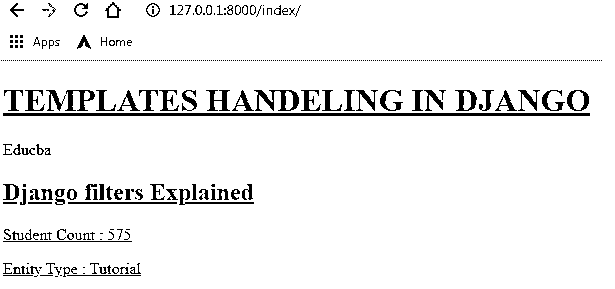 127.0.0.1:8000/index/
Apps Home
TEMPLATES HANDELING IN DJANGO
Educba
Django filters Explained
Student Count : 575
Entity Type : Tutorial